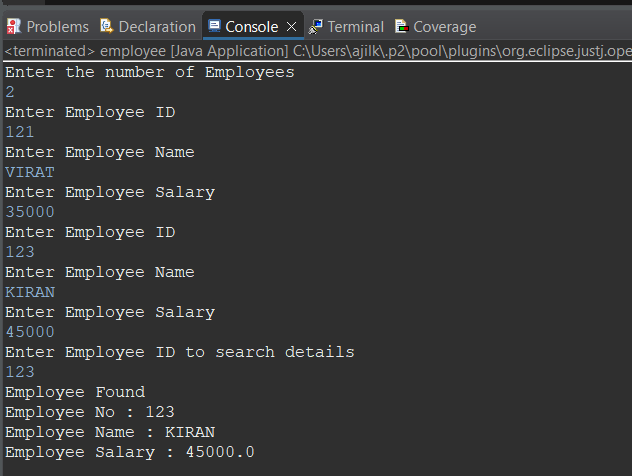 Problems Declaration Console Terminal Coverage
<terminated> employee [Java Application] C:\Users\ajilk\.p2\pool\plugins\org.eclipse.justj.ope
Enter the number of Employees
2
Enter Employee ID
121
Enter Employee Name
VIRAT
Enter Employee Salary
35000
Enter Employee ID
123
Enter Employee Name
KIRAN
Enter Employee Salary
45000
Enter Employee ID to search details
123
Employee Found
Employee No : 123
Employee Name : KIRAN
Employee Salary : 45000.0